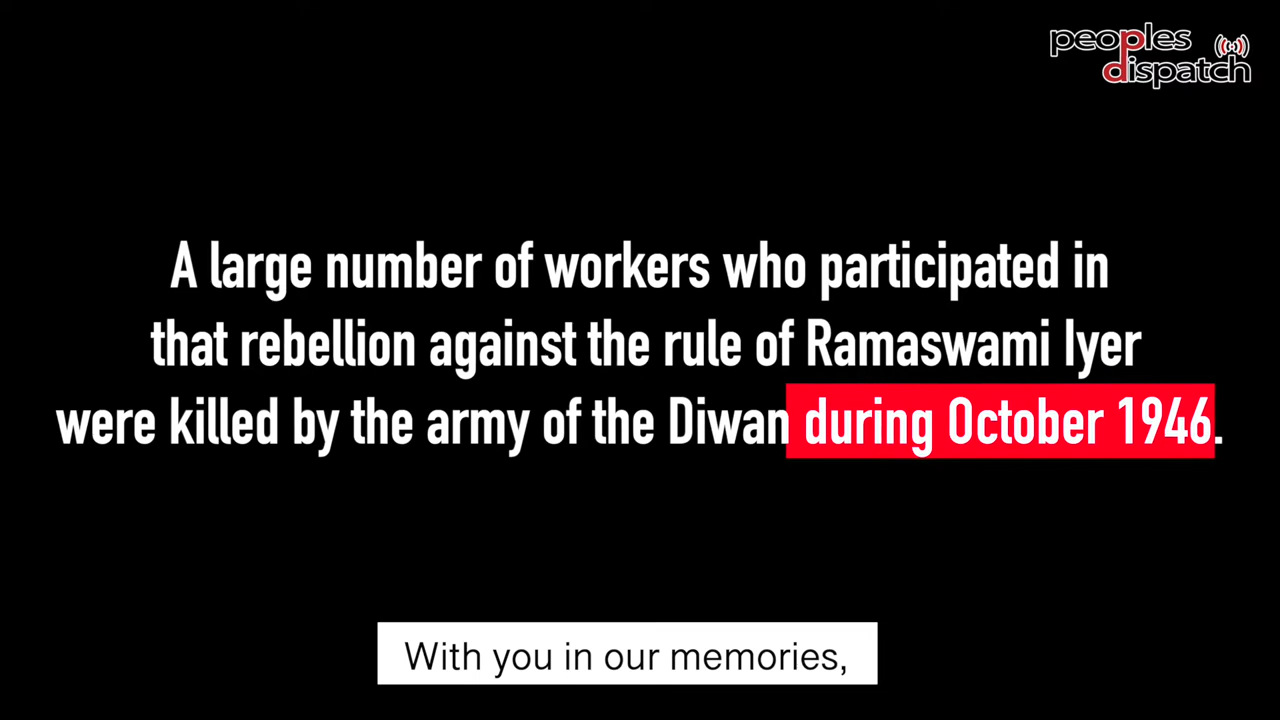 peoples
dispatch
A large number of workers who participated in
that rebellion against the rule of Ramaswami Iyer
were killed by the army of the Diwan during October 1946.
With you in our memories,